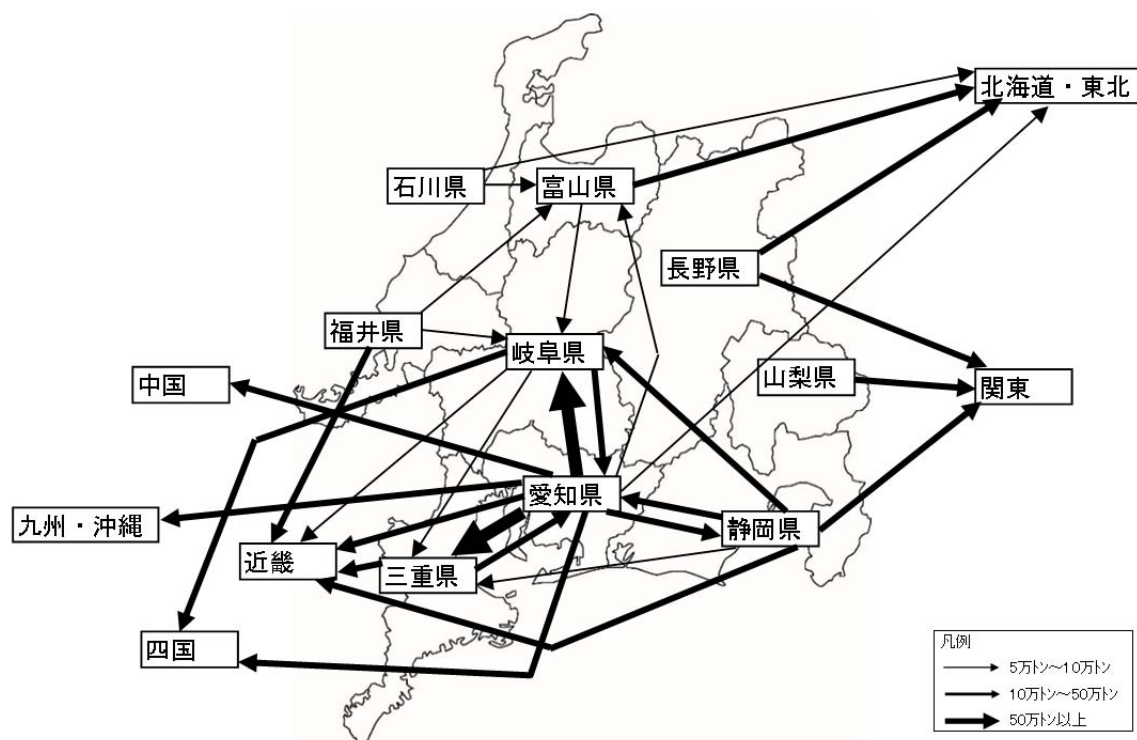 北海道・東北
石川県
富山県
長野県
福井県
岐阜県
中国
山梨県
関東
愛知県
九州・沖縄
静岡県
近畿
三重県
四国
凡例
5万トン～10万トン
10万トン～50万トン
50万トン以上